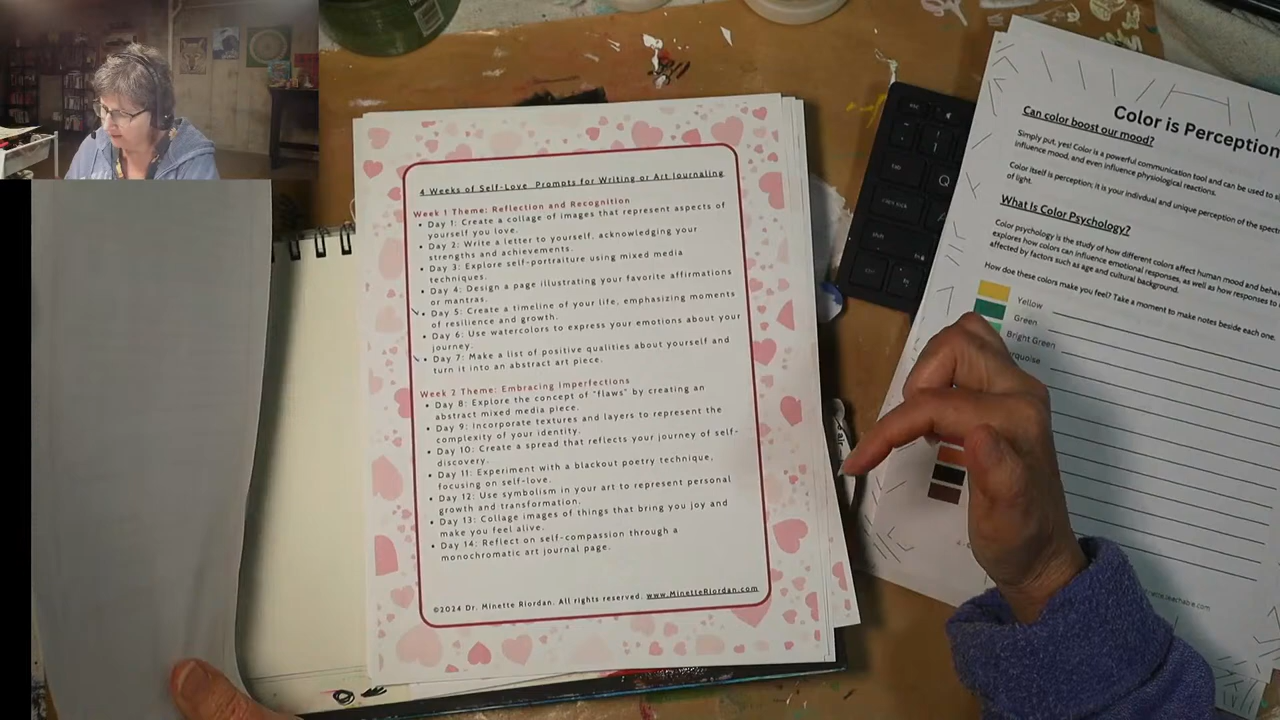 4 Weeks of Self-Love Prompts for Writing or Art Journaling
Week 1 Theme: Reflection and Recognition
Day 1: Create a collage of images that represent aspects of
yourself you love.
Day 2: Write a letter to yourself, acknowledging your
strengths and achievements.
Day 3: Explore self-portraiture using mixed media
techniques.
Day 4: Design a page illustrating your favorite affirmations
or mantras.
Day 5: Create a timeline of your life, emphasizing moments
of resilience and growth.
Day 6: Use watercolors to express your emotions about your
journey.
Day 7: Make a list of positive qualities about yourself and
turn it into an abstract art piece.
Week 2 Theme: Embracing Imperfections
Day 8: Explore the concept of "flaws" by creating an
abstract mixed media piece.
Day 9: Incorporate textures and layers to represent the
complexity of your identity.
Day 10: Create a spread that reflects your journey of self-
discovery.
Day 11: Experiment with a blackout poetry technique,
focusing on self-love.
Day 12: Use symbolism in your art to represent personal
growth and transformation.
Day 13: Collage images of things that bring you joy and
make you feel alive.
Day 14: Reflect on self-compassion through a
monochromatic art journal page.
©2024 Dr. Minette Riordan. All rights reserved. www.MinetteRiordan.com
Color is Perception
Can color boost our mood?
Simply put, yes! Color is a powerful communication tool and can be used to
influence mood, and even influence physiological reactions.
Color itself is perception; it is your individual and unique perception of the
of light.
What Is Color Psychology?
Color psychology is the study of how different colors affect human mood and
explores how colors can influence emotional responses, as well as how responses to
affected by factors such as age and cultural background.
How doe these colors make you feel? Take a moment to make notes beside each one.
Yellow
Green
Bright Green